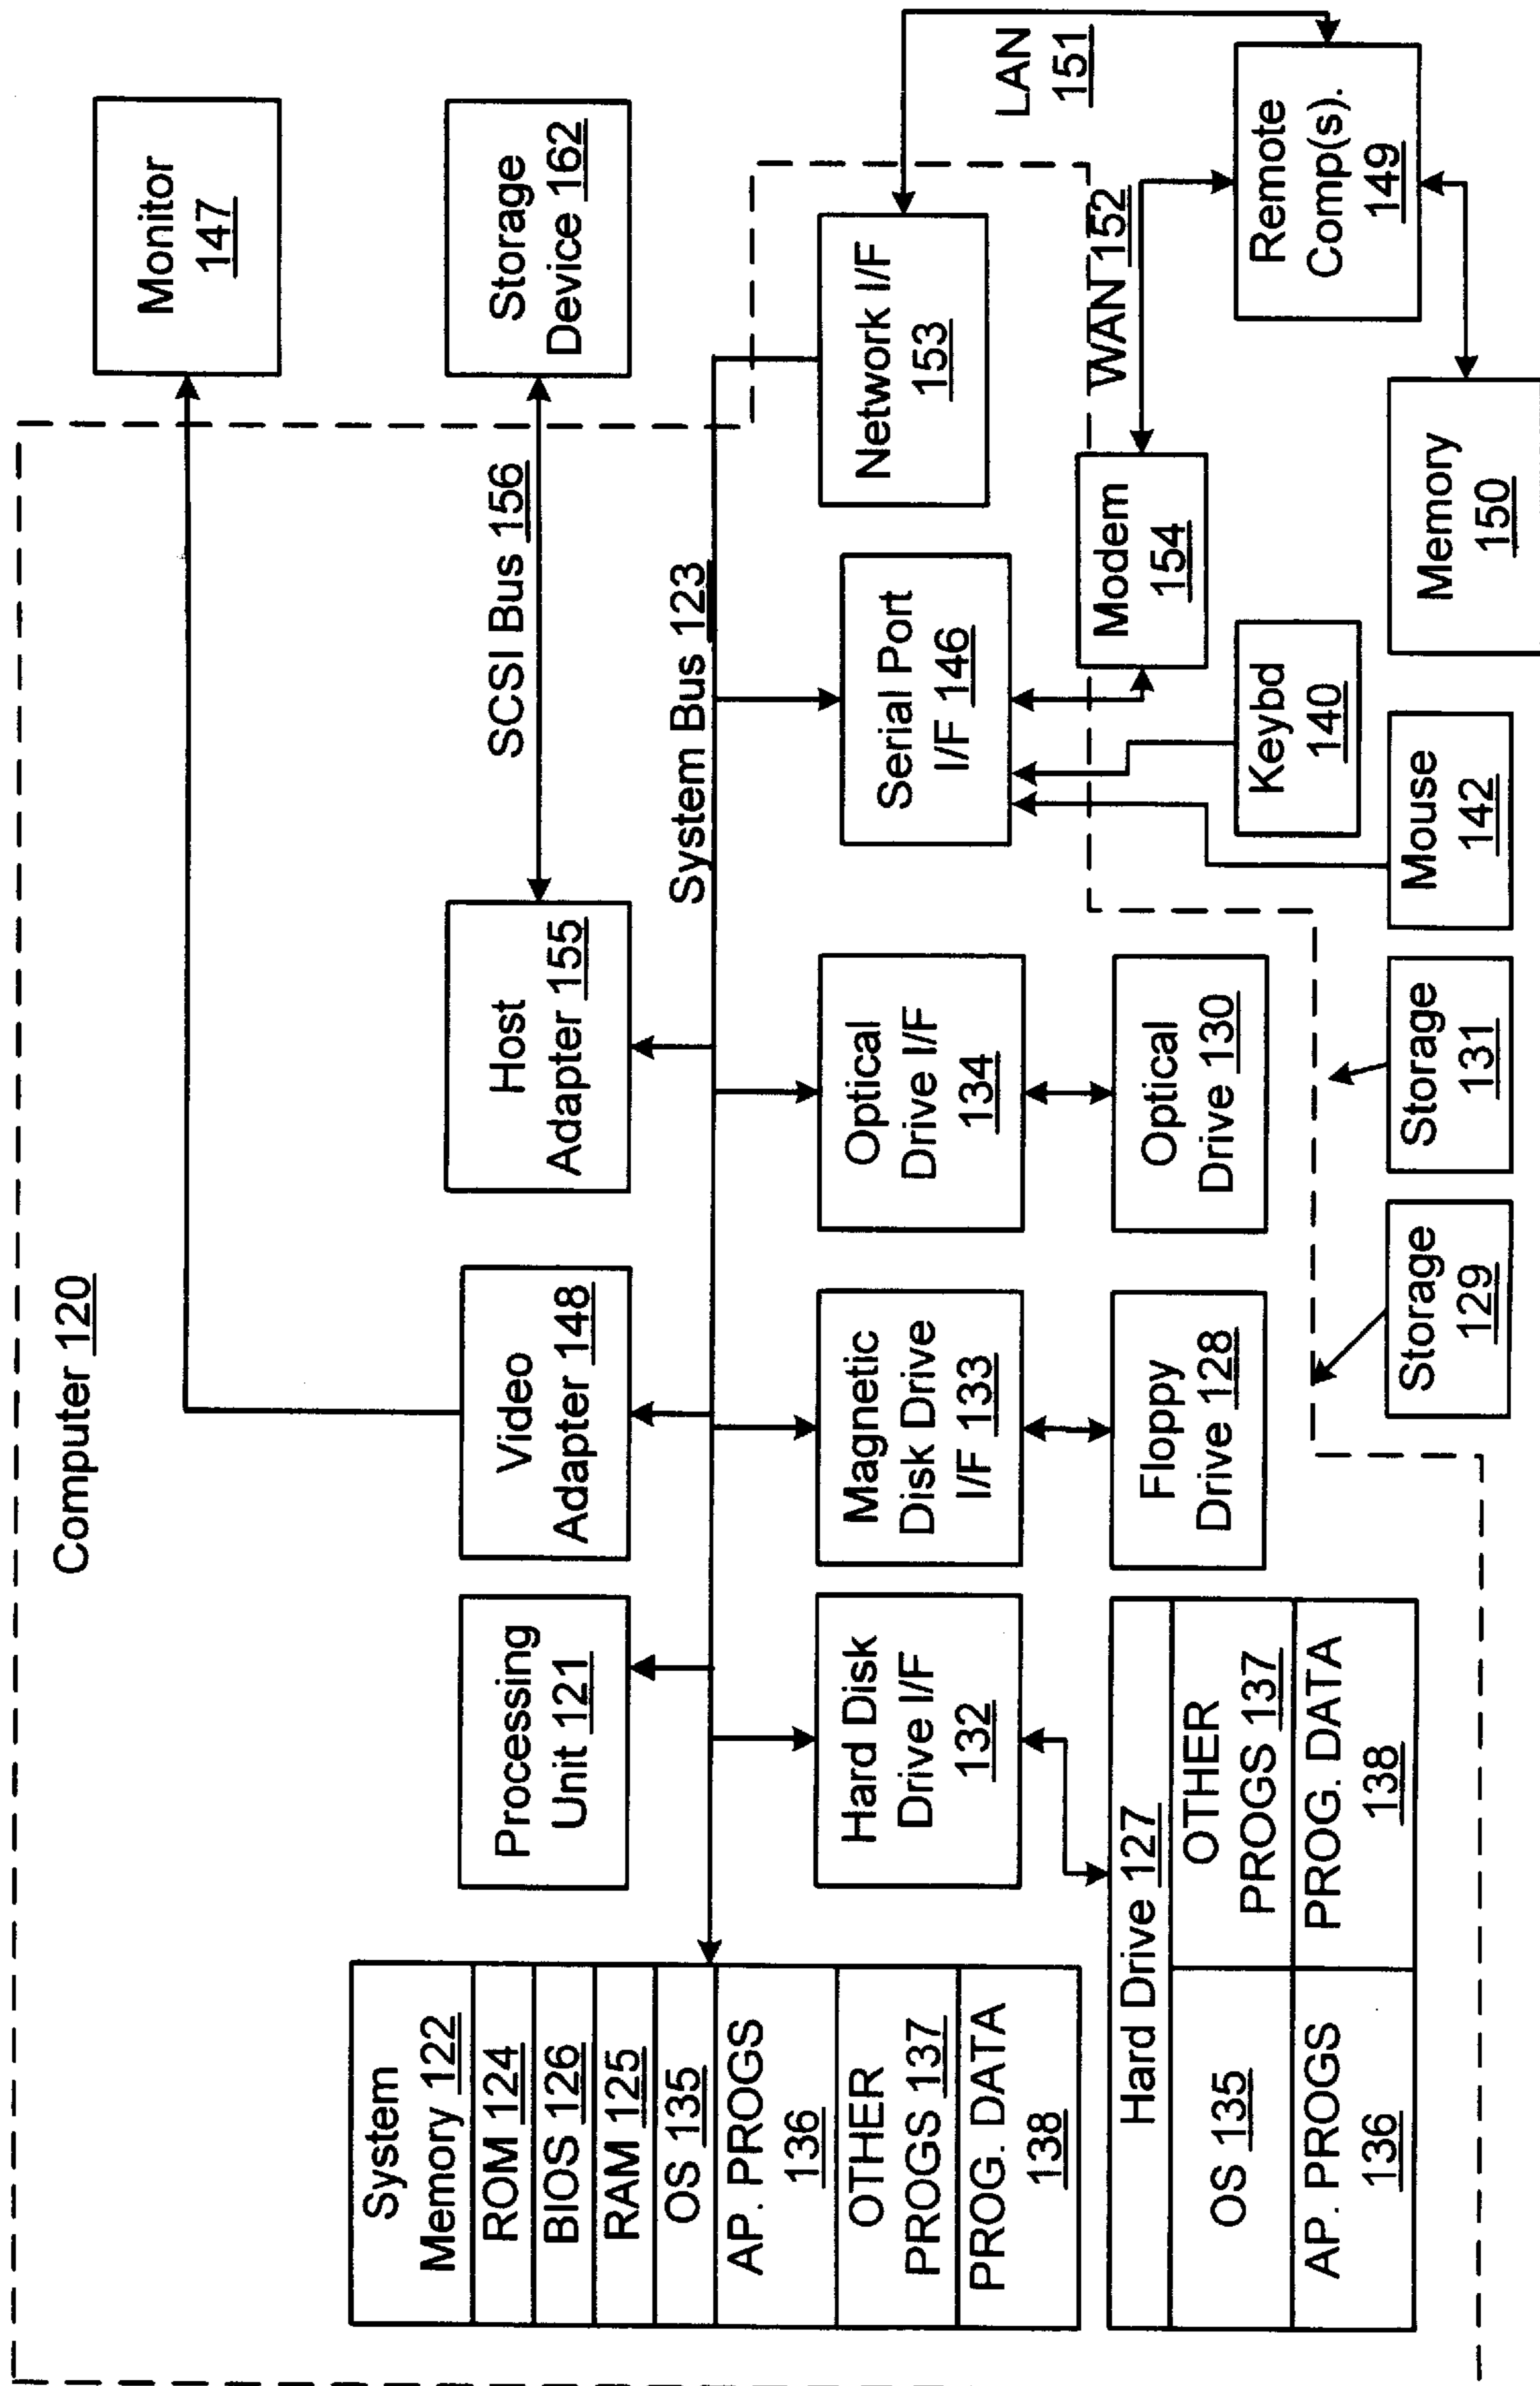 Computer 120
Monitor
147
System
Memory 122
ROM 124
BIOS 126
RAM 125
OS 135
AP. PROGS
136
OTHER
PROGS 137
PROG. DATA
138
Processing
Unit 121
Video
Adapter 148
Host
Adapter 155
SCSI Bus 156
Storage
Device 162
System Bus 123
Hard Disk
Drive I/F
132
Magnetic
Disk Drive
I/F 133
Optical
Drive I/F
134
Serial Port
I/F 146
Network I/F
153
LAN
151
Hard Drive 127
OS 135
OTHER
PROGS 137
AP. PROGS
136
PROG. DATA
138
Floppy
Drive 128
Optical
Drive 130
Modem
154
WAN 152
Keybd
140
Remote
Comp(s).
149
Storage
129
Storage
131
Mouse
142
Memory
150